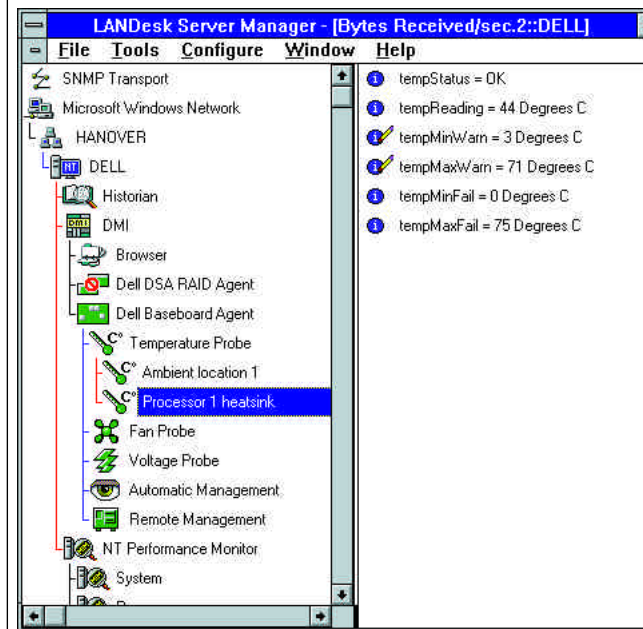 LANDesk Server Manager - [Bytes Received/sec.2::DELL]
File Tools Configure Window Help
SNMP Transport
Microsoft Windows Network
HANOVER
NT
DELL
Historian
DMI
DMI
Browser
Dell DSA RAID Agent
Dell Baseboard Agent
C° Temperature Probe
C° Ambient location 1
C° Processor 1 heatsink
Fan Probe
Voltage Probe
Automatic Management
Remote Management
NT Performance Monitor
System
tempStatus = OK
tempReading = 44 Degrees C
tempMinWarn = 3 Degrees C
tempMaxWarn = 71 Degrees C
tempMinFail = 0 Degrees C
tempMaxFail = 75 Degrees C